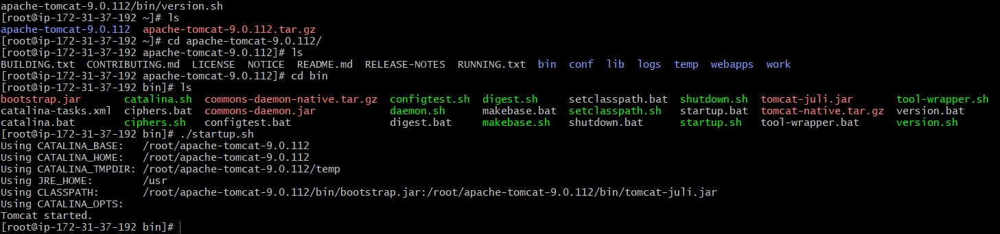 apache-tomcat-9.0.112/bin/version.sh
[root@ip-172-31-37-192 ~]# ls
apache-tomcat-9.0.112  apache-tomcat-9.0.112.tar.gz
[root@ip-172-31-37-192 ~]# cd apache-tomcat-9.0.112/
[root@ip-172-31-37-192 apache-tomcat-9.0.112]# ls
BUILDING.txt  CONTRIBUTING.md  LICENSE  NOTICE  README.md  RELEASE-NOTES  RUNNING.txt  bin  conf  lib  logs  temp  webapps  work
[root@ip-172-31-37-192 apache-tomcat-9.0.112]# cd bin
[root@ip-172-31-37-192 bin]# ls
bootstrap.jar       catalina.sh  commons-daemon-native.tar.gz  configtest.sh  digest.sh    setclasspath.bat  shutdown.sh  tomcat-juli.jar       tool-wrapper.sh
catalina-tasks.xml  ciphers.bat  commons-daemon.jar            daemon.sh      makebase.bat  setclasspath.sh   startup.bat  tomcat-native.tar.gz  version.bat
catalina.bat        ciphers.sh   configtest.bat                digest.bat     makebase.sh   shutdown.bat      startup.sh   tool-wrapper.bat      version.sh
[root@ip-172-31-37-192 bin]# ./startup.sh
Using CATALINA_BASE:   /root/apache-tomcat-9.0.112
Using CATALINA_HOME:   /root/apache-tomcat-9.0.112
Using CATALINA_TMPDIR: /root/apache-tomcat-9.0.112/temp
Using JRE_HOME:        /usr
Using CLASSPATH:       /root/apache-tomcat-9.0.112/bin/bootstrap.jar:/root/apache-tomcat-9.0.112/bin/tomcat-juli.jar
Using CATALINA_OPTS:
Tomcat started.
[root@ip-172-31-37-192 bin]#